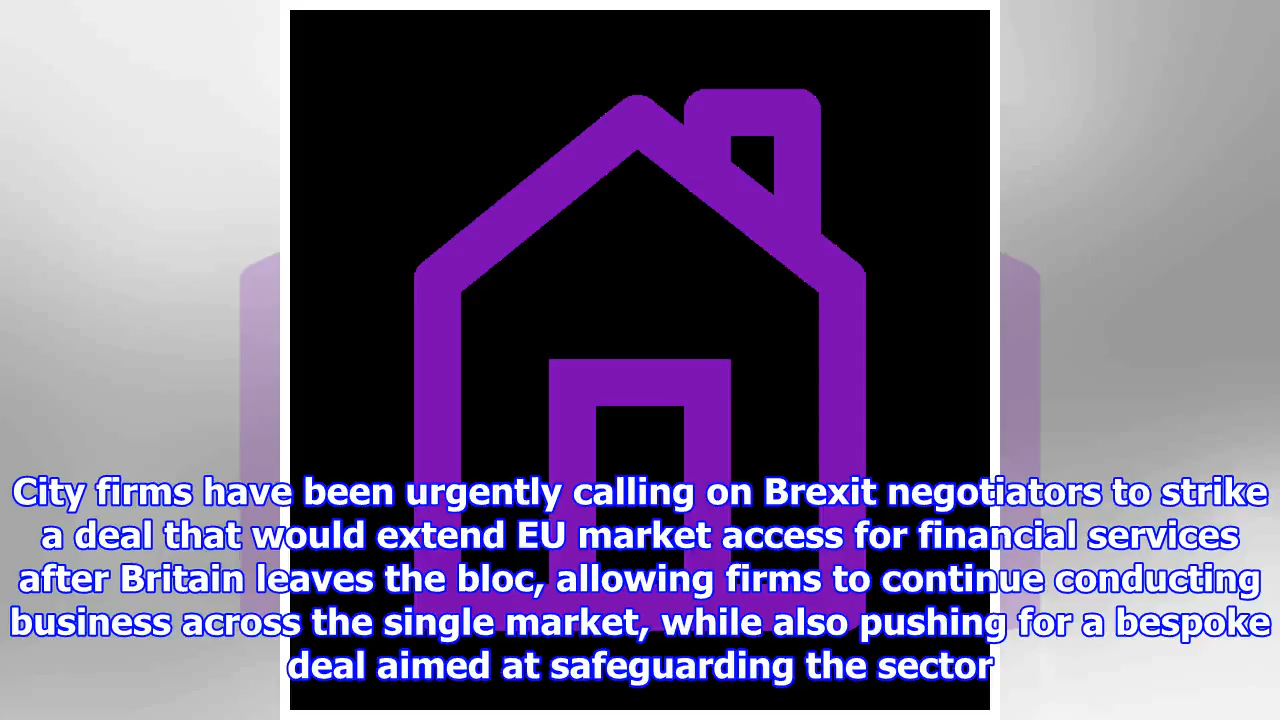 City firms have been urgently calling on Brexit negotiators to strike
a deal that would extend EU market access for financial services
after Britain leaves the bloc, allowing firms to continue conducting
business across the single market, while also pushing for a bespoke
deal aimed at safeguarding the sector